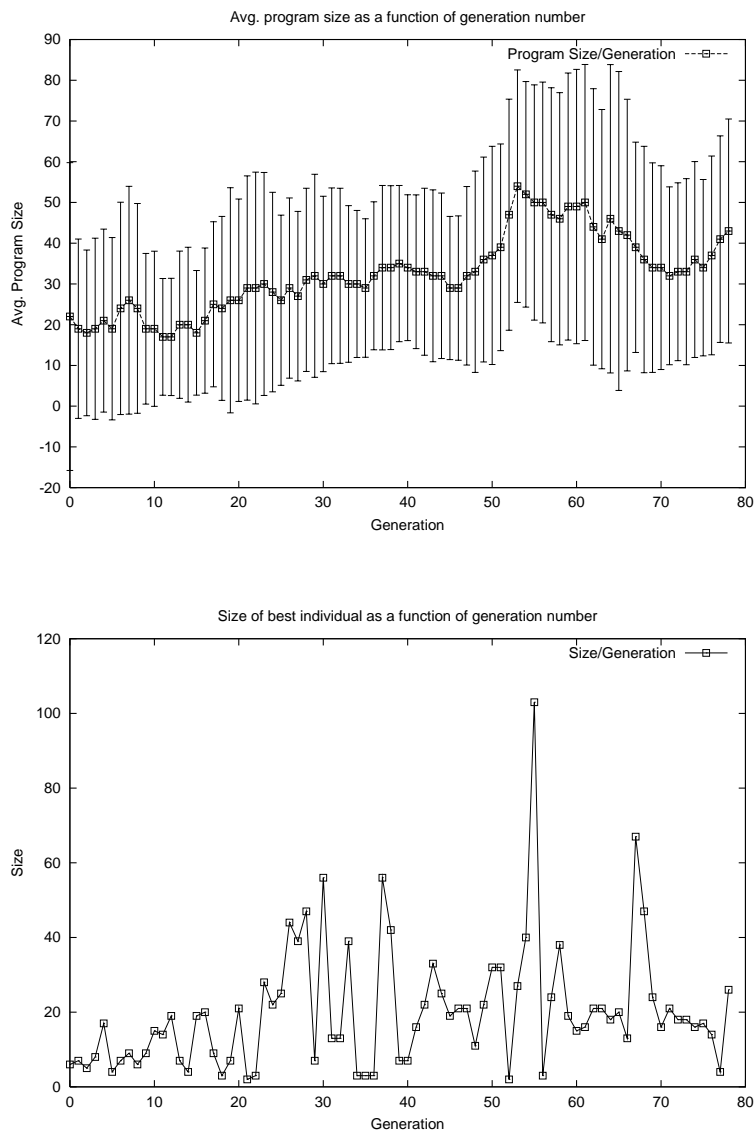 Avg. program size as a function of generation number
90
80
70
60
50
40
30
20
10
0
-10
-20
Avg. Program Size
Program Size/Generation
0 10 20 30 40 50 60 70 80
Generation
Size of best individual as a function of generation number
120
100
80
60
40
20
0
Size
Size/Generation
0 10 20 30 40 50 60 70 80
Generation